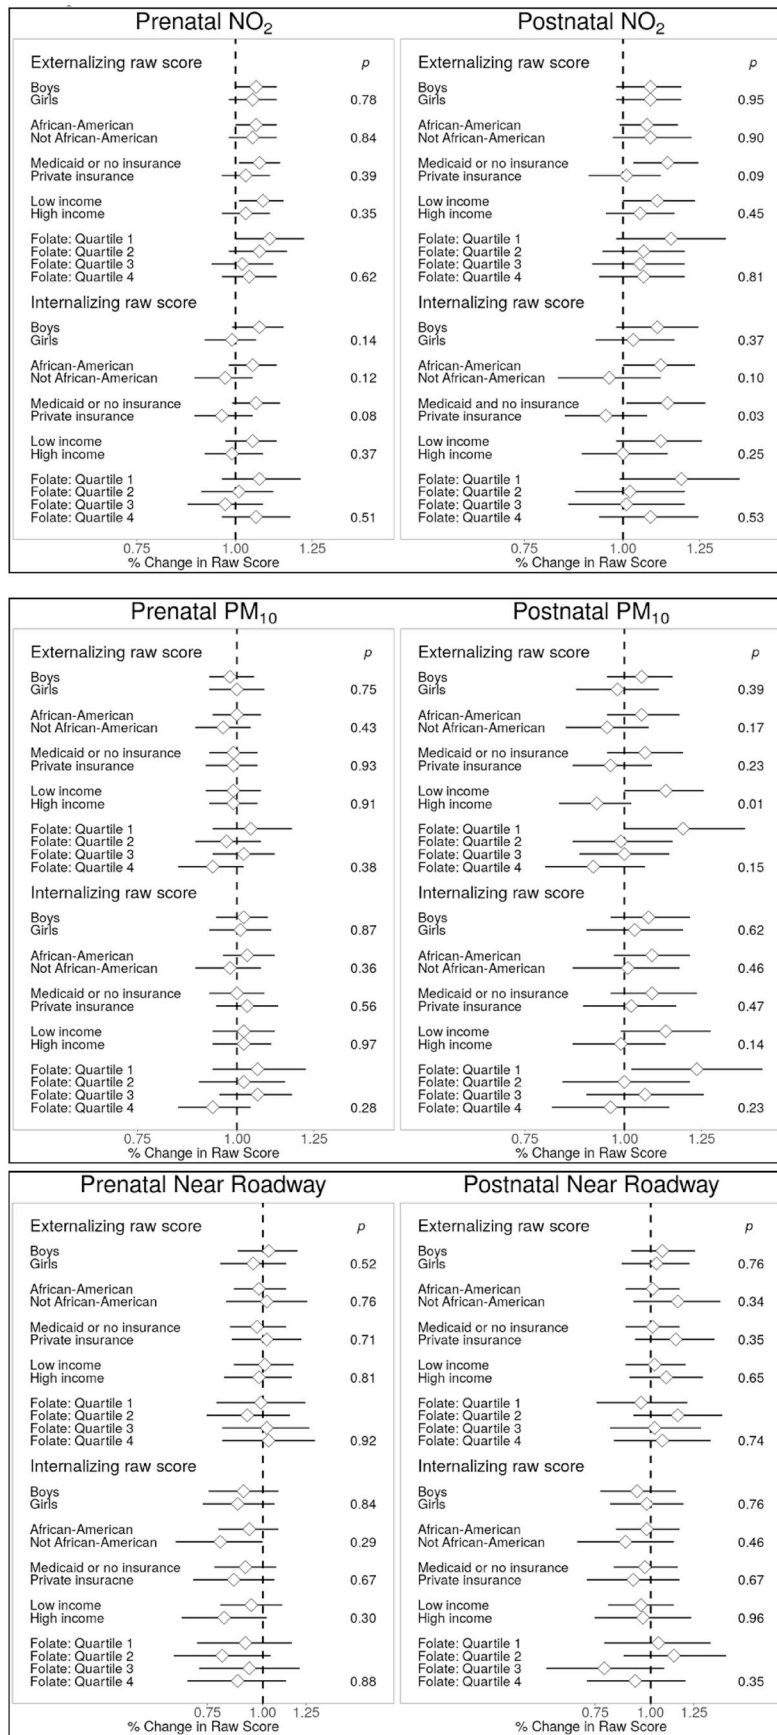 Prenatal NO2
Externalizing raw score p
Boys
Girls 0.78
African-American
Not African-American 0.84
Medicaid or no insurance
Private insurance 0.39
Low income
High income 0.35
Folate: Quartile 1
Folate: Quartile 2
Folate: Quartile 3
Folate: Quartile 4 0.62
Internalizing raw score
Boys
Girls 0.14
African-American
Not African-American 0.12
Medicaid or no insurance
Private insurance 0.08
Low income
High income 0.37
Folate: Quartile 1
Folate: Quartile 2
Folate: Quartile 3
Folate: Quartile 4 0.51
0.75 1.00 1.25
% Change in Raw Score
Postnatal NO2
Externalizing raw score p
Boys
Girls 0.95
African-American
Not African-American 0.90
Medicaid or no insurance
Private insurance 0.09
Low income
High income 0.45
Folate: Quartile 1
Folate: Quartile 2
Folate: Quartile 3
Folate: Quartile 4 0.81
Internalizing raw score
Boys
Girls 0.37
African-American
Not African-American 0.10
Medicaid and no insurance
Private insurance 0.03
Low income
High income 0.25
Folate: Quartile 1
Folate: Quartile 2
Folate: Quartile 3
Folate: Quartile 4 0.53
0.75 1.00 1.25
% Change in Raw Score
Prenatal PM10
Externalizing raw score p
Boys
Girls 0.75
African-American
Not African-American 0.43
Medicaid or no insurance
Private insurance 0.93
Low income
High income 0.91
Folate: Quartile 1
Folate: Quartile 2
Folate: Quartile 3
Folate: Quartile 4 0.38
Internalizing raw score
Boys
Girls 0.87
African-American
Not African-American 0.36
Medicaid or no insurance
Private insurance 0.56
Low income
High income 0.97
Folate: Quartile 1
Folate: Quartile 2
Folate: Quartile 3
Folate: Quartile 4 0.28
0.75 1.00 1.25
% Change in Raw Score
Postnatal PM10
Externalizing raw score p
Boys
Girls 0.39
African-American
Not African-American 0.17
Medicaid or no insurance
Private insurance 0.23
Low income
High income 0.01
Folate: Quartile 1
Folate: Quartile 2
Folate: Quartile 3
Folate: Quartile 4 0.15
Internalizing raw score
Boys
Girls 0.62
African-American
Not African-American 0.46
Medicaid or no insurance
Private insurance 0.47
Low income
High income 0.14
Folate: Quartile 1
Folate: Quartile 2
Folate: Quartile 3
Folate: Quartile 4 0.23
0.75 1.00 1.25
% Change in Raw Score
Prenatal Near Roadway
Externalizing raw score p
Boys
Girls 0.52
African-American
Not African-American 0.76
Medicaid or no insurance
Private insurance 0.71
Low income
High income 0.81
Folate: Quartile 1
Folate: Quartile 2
Folate: Quartile 3
Folate: Quartile 4 0.92
Internalizing raw score
Boys
Girls 0.84
African-American
Not African-American 0.29
Medicaid or no insurance
Private insuracne 0.67
Low income
High income 0.30
Folate: Quartile 1
Folate: Quartile 2
Folate: Quartile 3
Folate: Quartile 4 0.88
0.75 1.00 1.25
% Change in Raw Score
Postnatal Near Roadway
Externalizing raw score p
Boys
Girls 0.76
African-American
Not African-American 0.34
Medicaid or no insurance
Private insurance 0.35
Low income
High income 0.65
Folate: Quartile 1
Folate: Quartile 2
Folate: Quartile 3
Folate: Quartile 4 0.74
Internalizing raw score
Boys
Girls 0.76
African-American
Not African-American 0.46
Medicaid or no insurance
Private insurance 0.67
Low income
High income 0.96
Folate: Quartile 1
Folate: Quartile 2
Folate: Quartile 3
Folate: Quartile 4 0.35
0.75 1.00 1.25
% Change in Raw Score